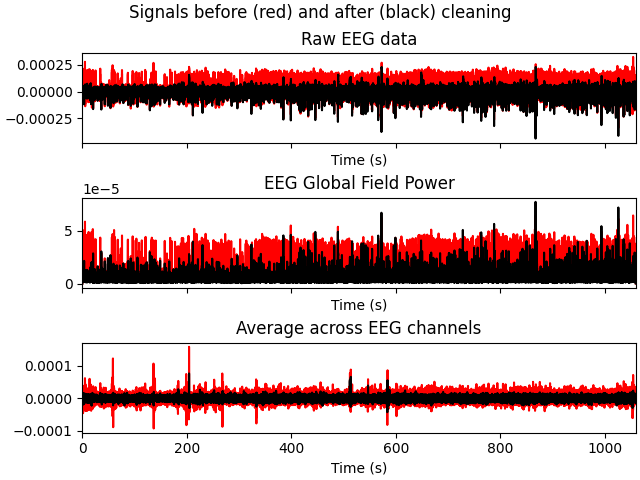 Signals before (red) and after (black) cleaning
Raw EEG data
0.00025
0.00000
−0.00025
Time (s)
EEG Global Field Power
1e−5
5
0
Time (s)
Average across EEG channels
0.0001
0.0000
−0.0001
0 200 400 600 800 1000
Time (s)